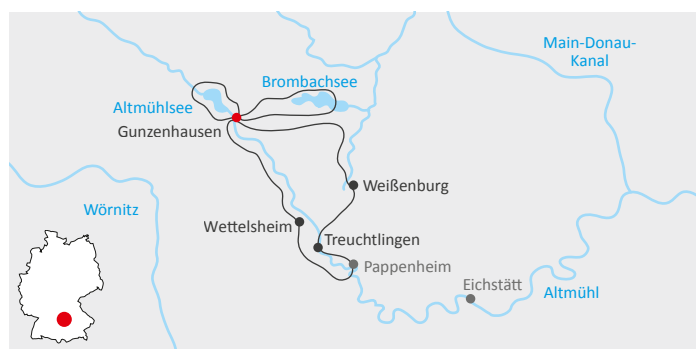 Main-Donau-
Kanal
Brombachsee
Altmühlsee
Gunzenhausen
Weißenburg
Wörnitz
Wettelsheim
Treuchtlingen
Pappenheim
Eichstätt
Altmühl